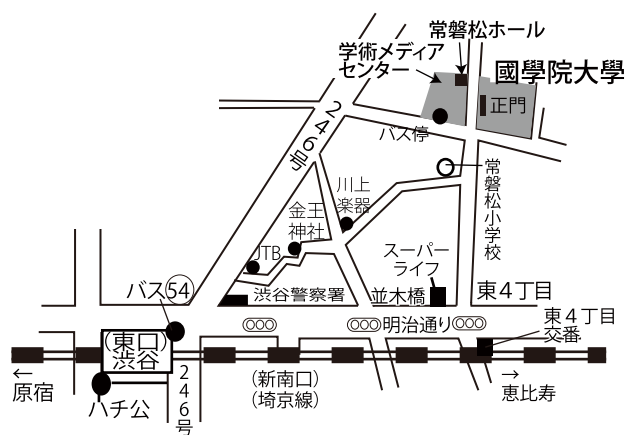 常磐松ホール
学術メディア
センター
國學院大學
正門
バス停
246号
常磐松小学校
川上
楽器
金王
神社
JTB
スーパー
ライフ
バス54
渋谷警察署
並木橋
東4丁目
明治通り
東４丁目
交番
(東口)
渋谷
←
原宿
ハチ公
246号
(新南口)
(埼京線)
→
恵比寿